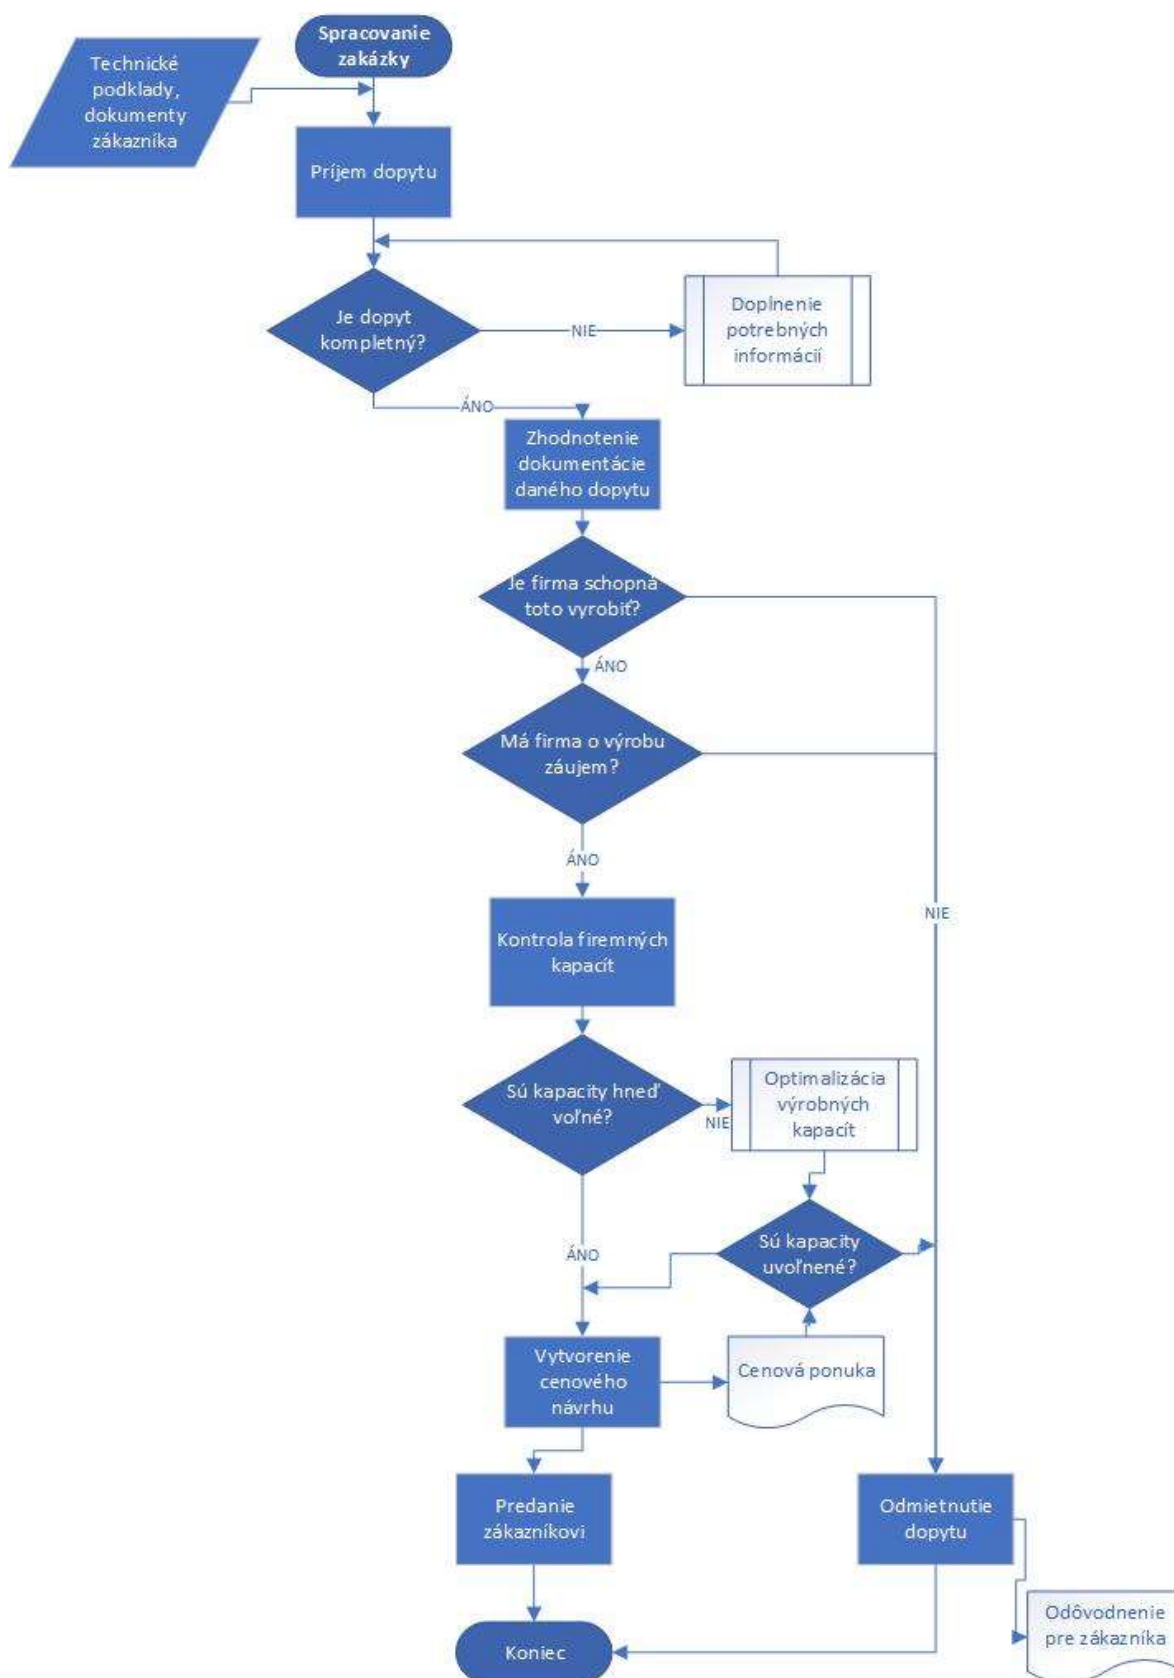 Spracovanie
zakázky
Technické
podklady,
dokumenty
zákazníka
Príjem dopytu
Je dopyt
kompletný?
NIE
Doplnenie
potrebných
informácií
ÁNO
Zhodnotenie
dokumentácie
daného dopytu
Je firma schopná
toto vyrobiť?
ÁNO
Má firma o výrobu
záujem?
ÁNO
NIE
Kontrola firemných
kapacít
Sú kapacity hneď
voľné?
NIE
Optimalizácia
výrobných
kapacít
ÁNO
Sú kapacity
uvoľnené?
Vytvorenie
cenového
návrhu
Cenová ponuka
Predanie
zákazníkovi
Odmietnutie
dopytu
Odôvodnenie
pre zákazníka
Koniec